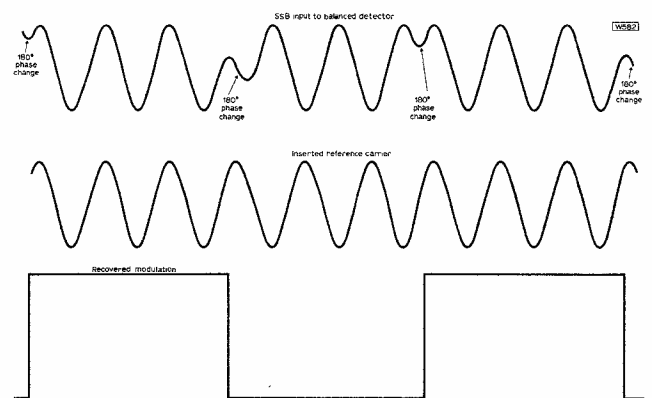 SSB input to balanced detector
W582
180°
phase
change
180°
phase
change
180°
phase
change
180°
phase
change
Inserted reference carrier
Recovered modulation